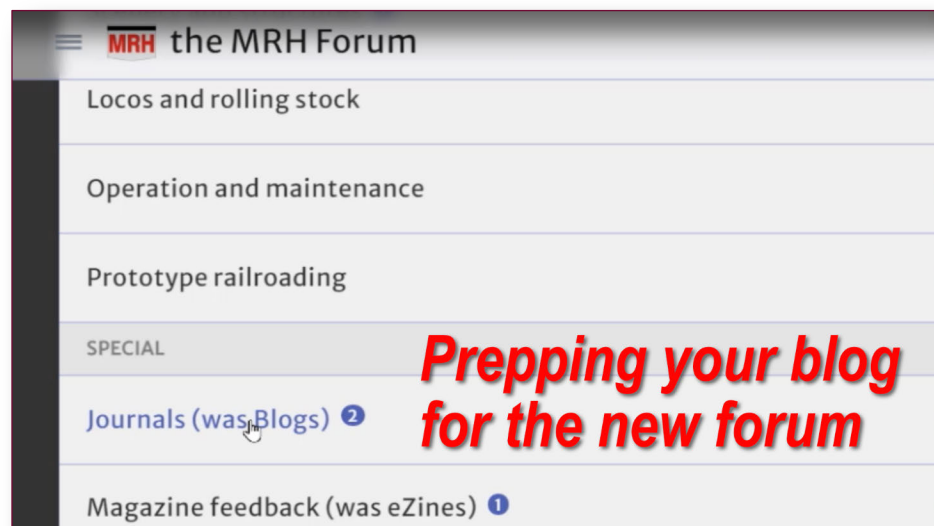 MRH the MRH Forum
Locos and rolling stock
Operation and maintenance
Prototype railroading
SPECIAL
Prepping your blog
for the new forum
Journals (was Blogs) 2
Magazine feedback (was eZines) 1